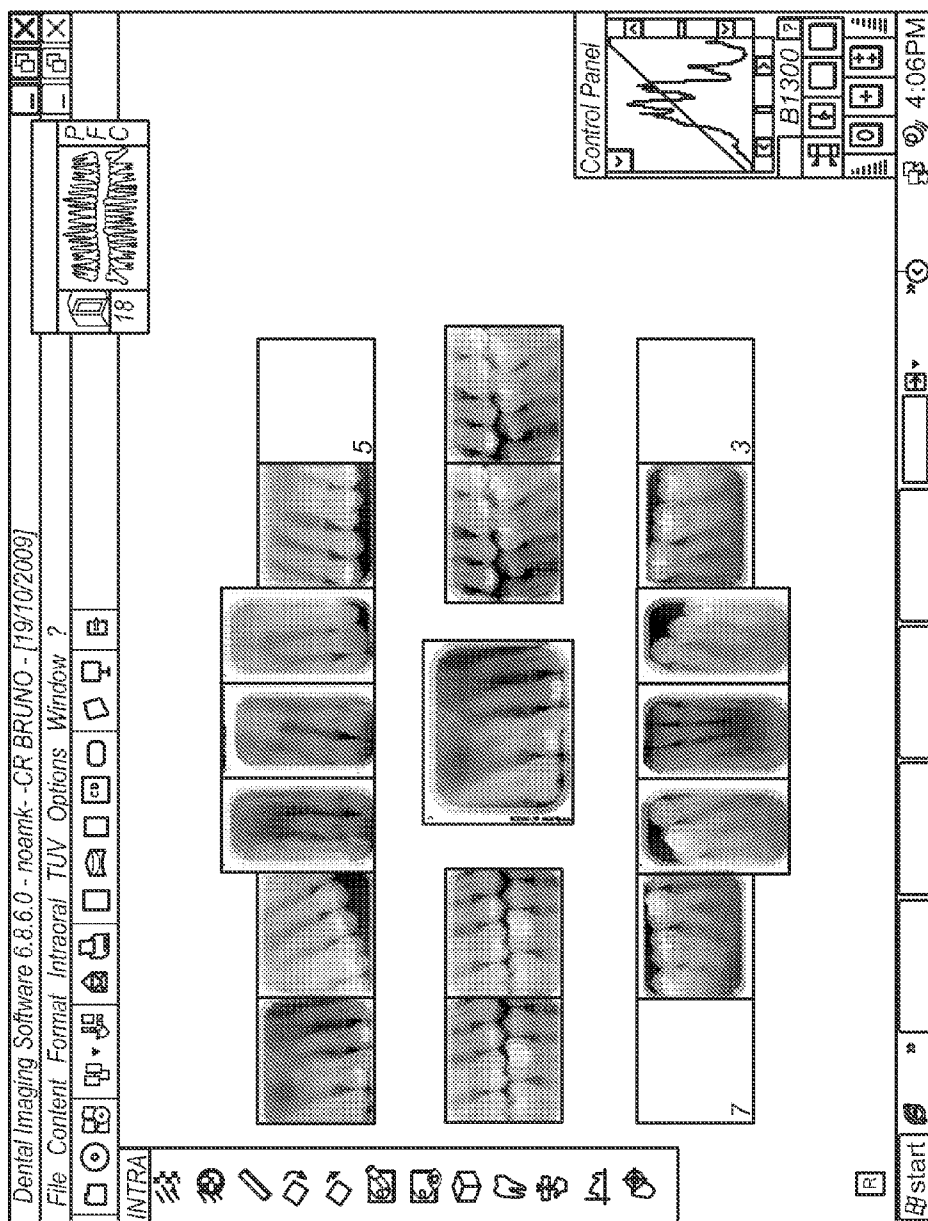 Dental Imaging Software 6.8.6.0 - noamk- -CR BRUNO - [19/10/2009]
File Content Format Intraoral TUV Options Window ?
CD
INTRA
18
P
F
C
5
7
3
Control Panel
B1300 ?
R
start
4:06PM